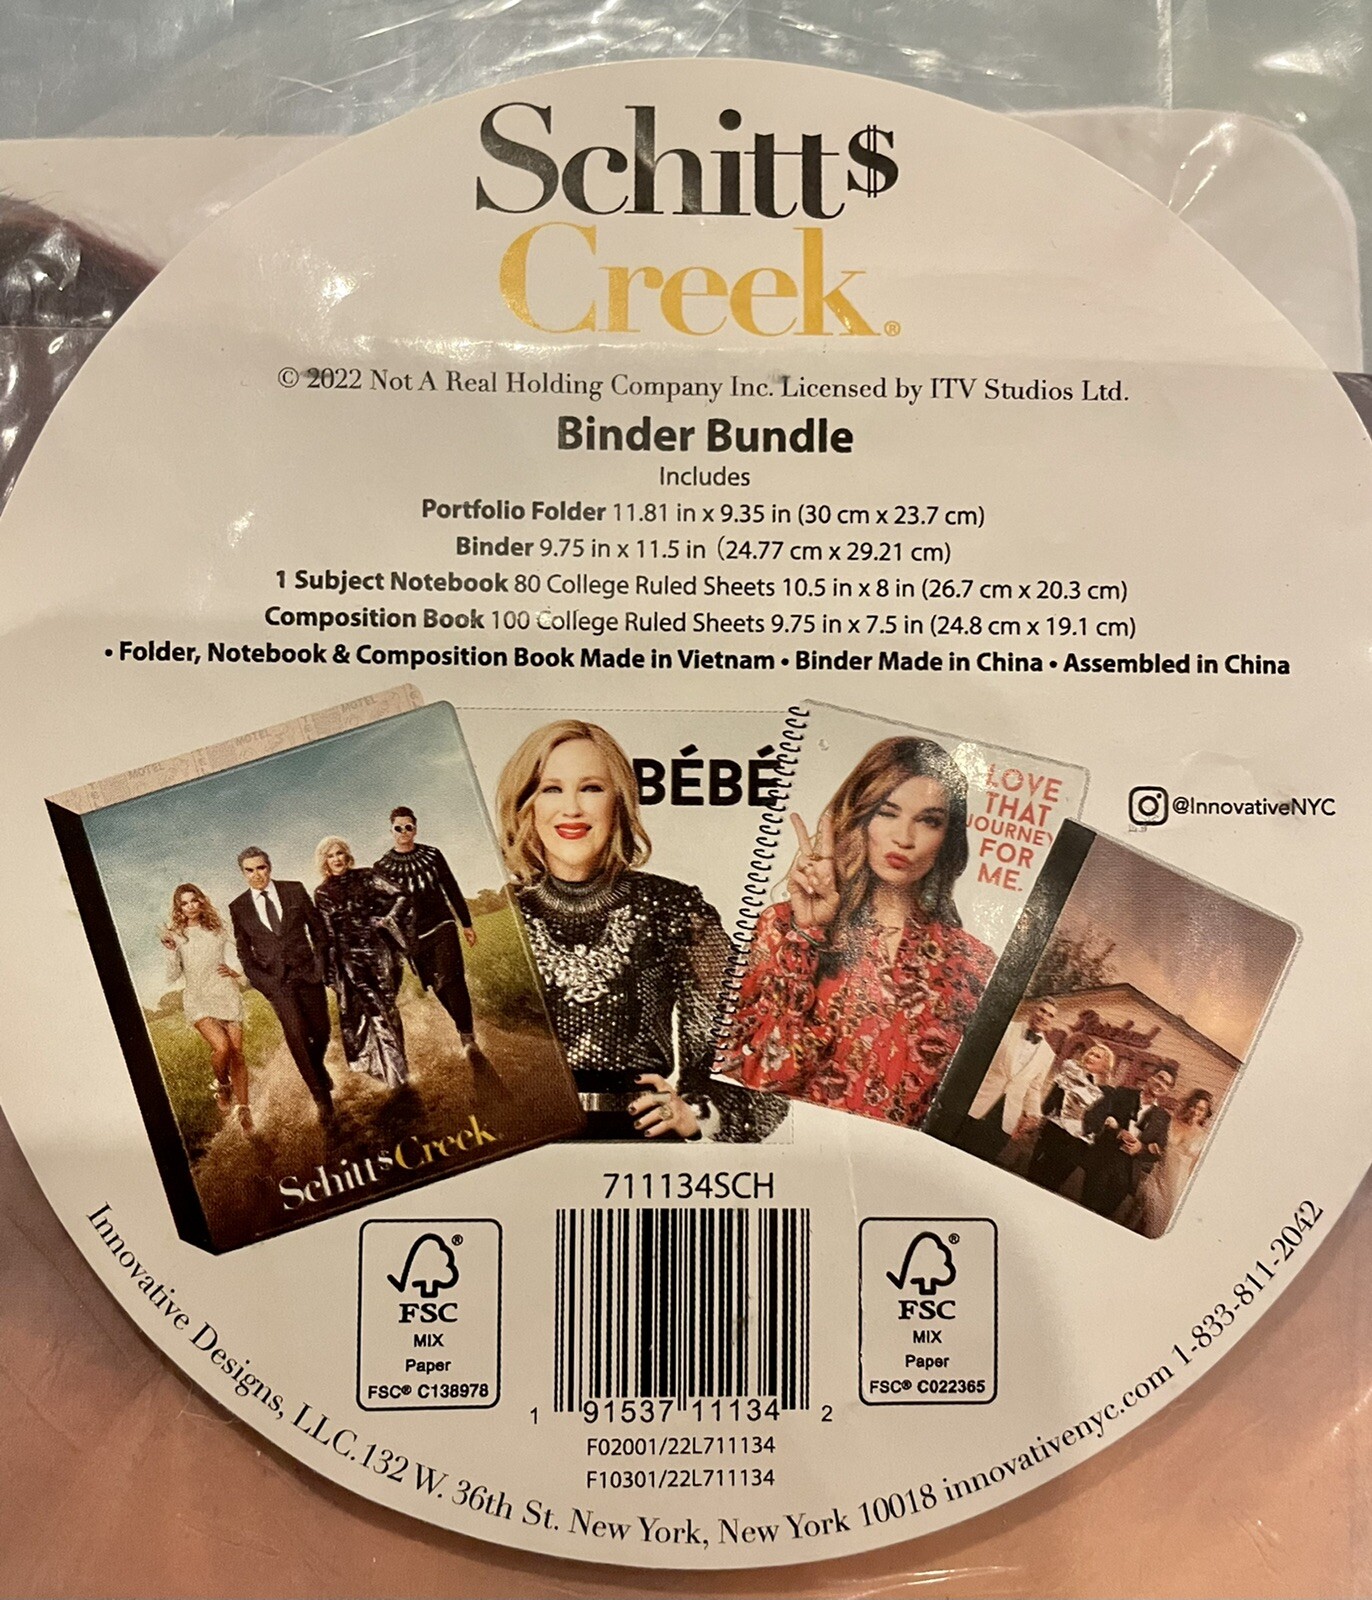 Schitt$
Creek®
© 2022 Not A Real Holding Company Inc. Licensed by ITV Studios Ltd.
Binder Bundle
Includes
Portfolio Folder 11.81 in x 9.35 in (30 cm x 23.7 cm)
Binder 9.75 in x 11.5 in (24.77 cm x 29.21 cm)
1 Subject Notebook 80 College Ruled Sheets 10.5 in x 8 in (26.7 cm x 20.3 cm)
Composition Book 100 College Ruled Sheets 9.75 in x 7.5 in (24.8 cm x 19.1 cm)
• Folder, Notebook & Composition Book Made in Vietnam • Binder Made in China • Assembled in China
MOTEL MOTEL MOTEL
BÉBÉ
LOVE
THAT
JOURNEY
FOR
ME.
@InnovativeNYC
Schitt$Creek
711134SCH
FSC®
MIX
Paper
FSC® C138978
1 91537 11134 2
FSC®
MIX
Paper
FSC® C022365
F02001/22L711134
F10301/22L711134
Innovative Designs, LLC. 132 W. 36th St. New York, New York 10018 innovativenyc.com 1-833-811-2042